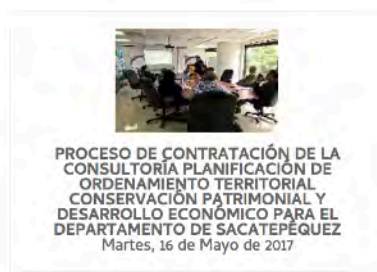 PROCESO DE CONTRATACIÓN DE LA
CONSULTORÍA PLANIFICACIÓN DE
ORDENAMIENTO TERRITORIAL
CONSERVACIÓN PATRIMONIAL Y
DESARROLLO ECONÓMICO PARA EL
DEPARTAMENTO DE SACATEPÉQUEZ
Martes, 16 de Mayo de 2017